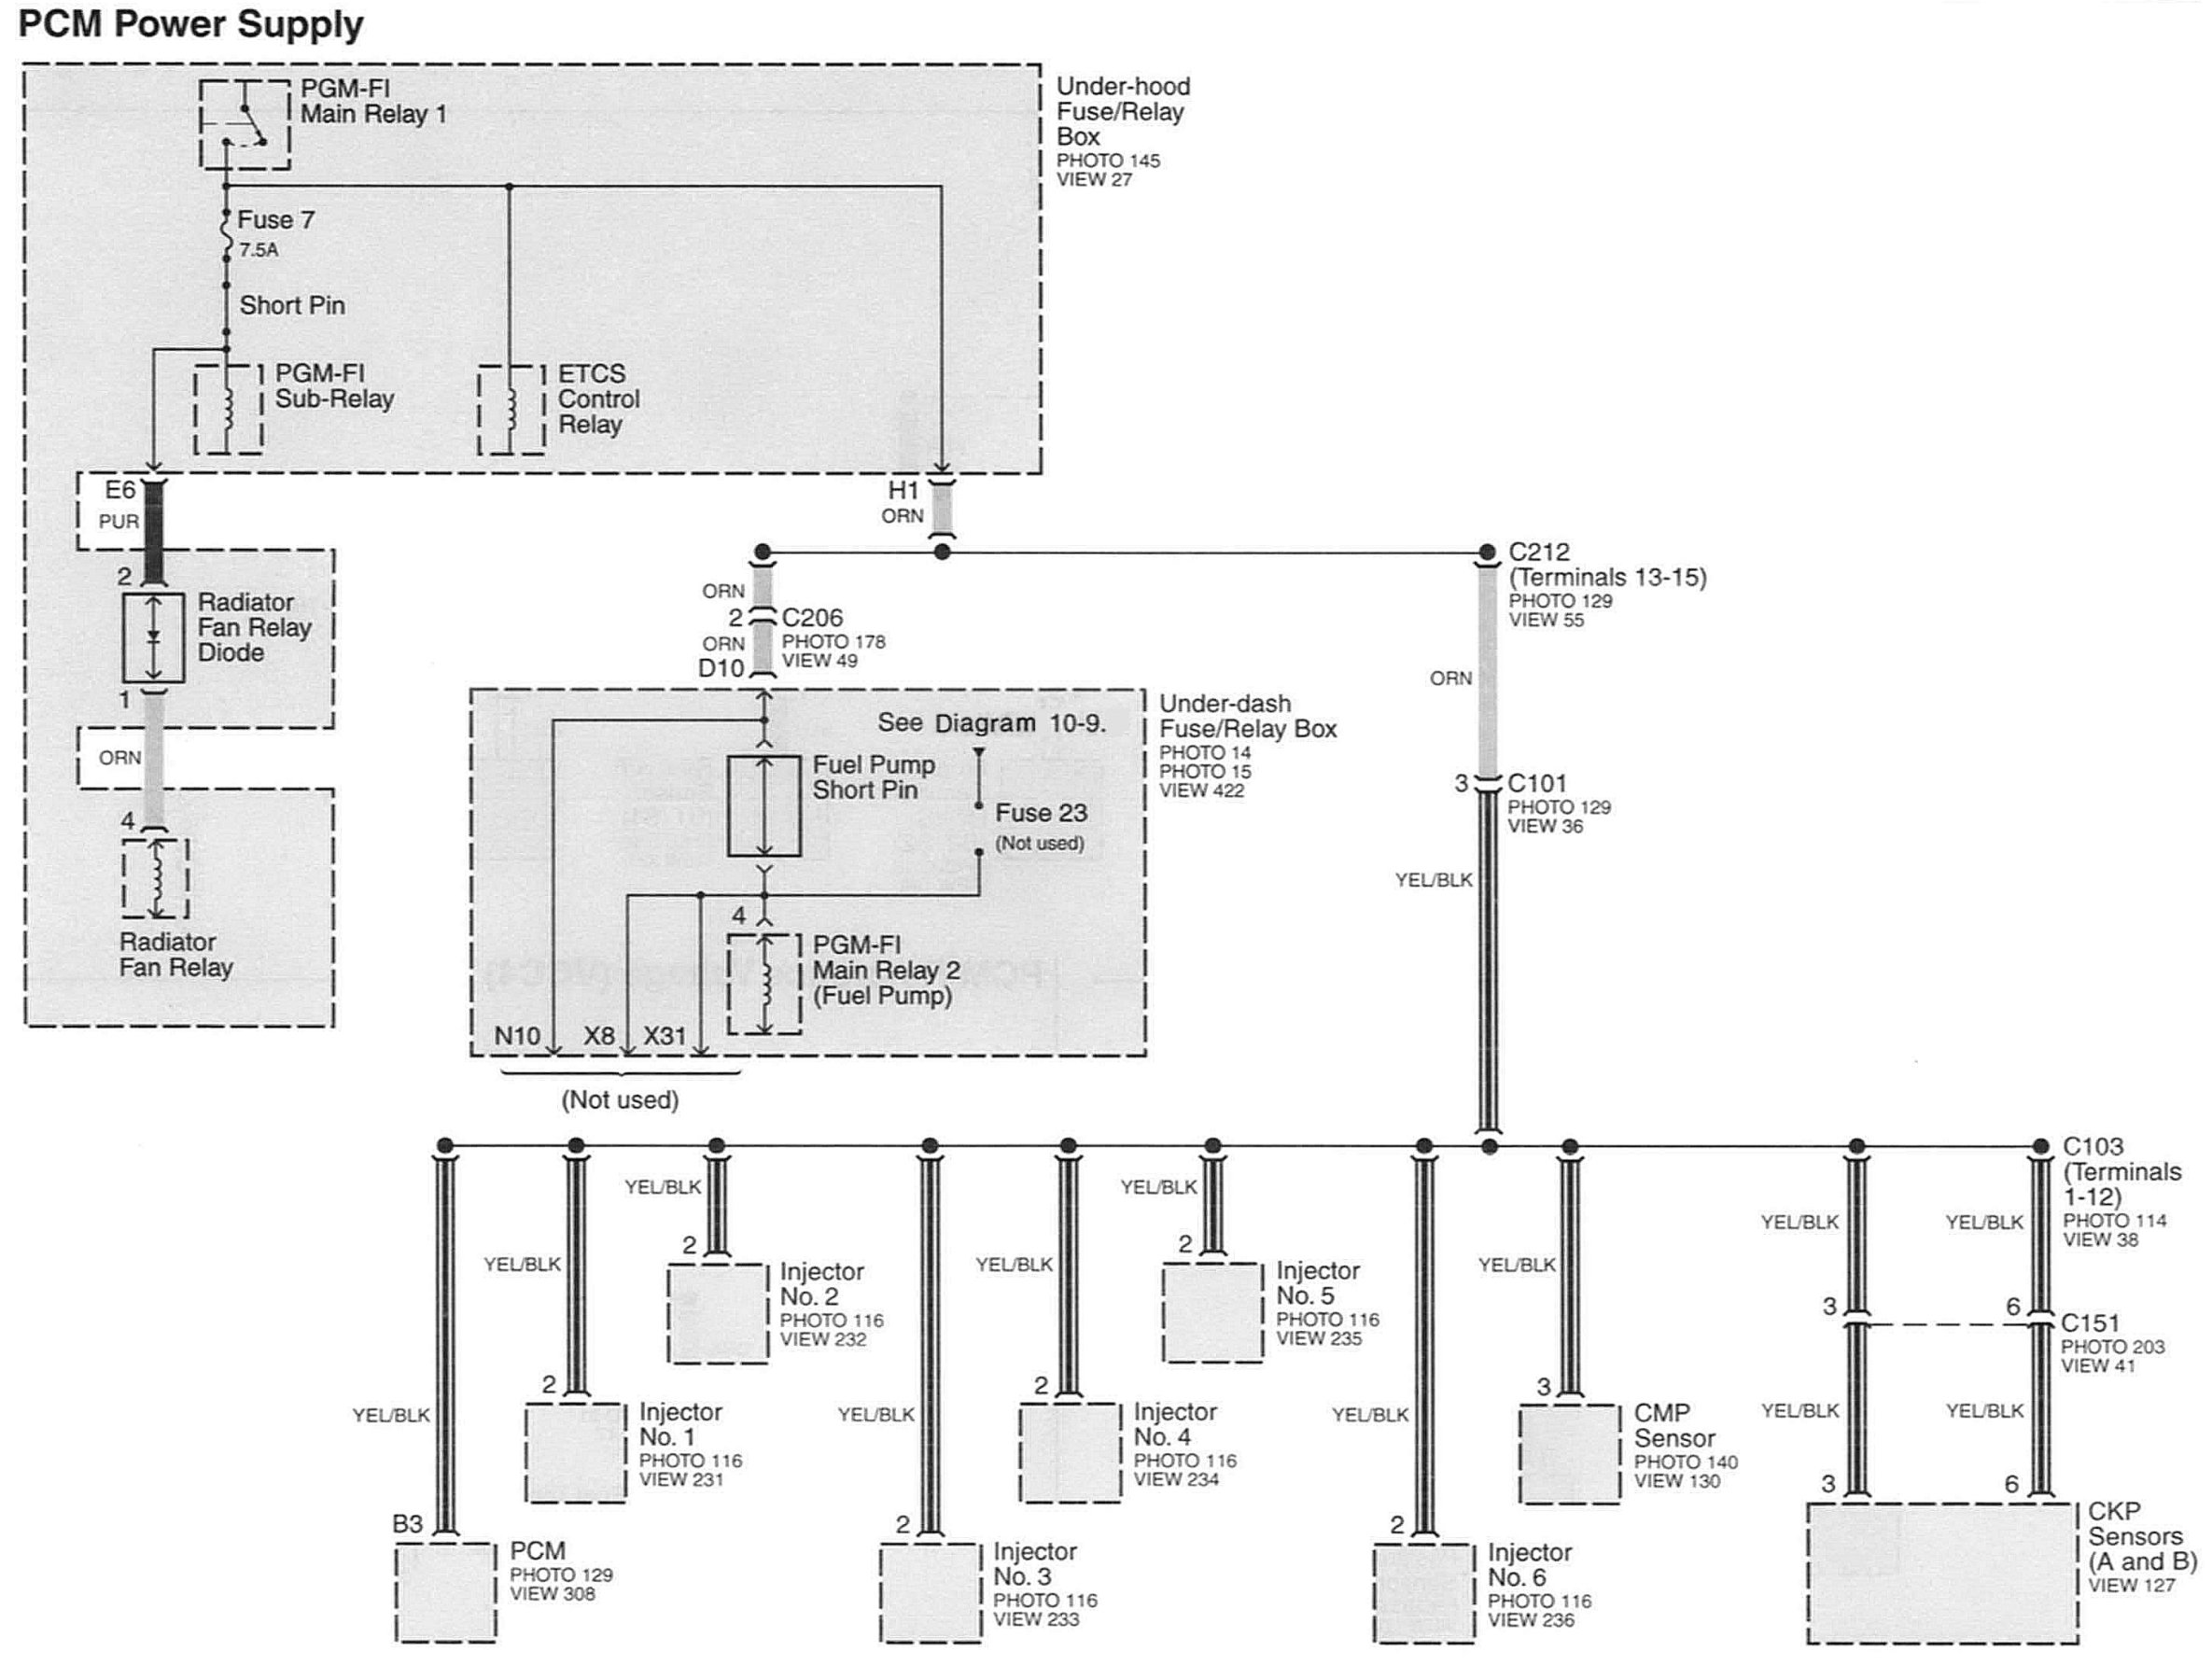 PCM Power Supply
PGM-FI
Main Relay 1
Under-hood
Fuse/Relay
Box
PHOTO 145
VIEW 27
Fuse 7
7.5A
Short Pin
PGM-FI
Sub-Relay
ETCS
Control
Relay
E6
PUR
H1
ORN
2
Radiator
Fan Relay
Diode
1
ORN
4
Radiator
Fan Relay
C212
(Terminals 13-15)
PHOTO 129
VIEW 55
ORN
2
C206
PHOTO 178
VIEW 49
ORN
D10
ORN
Under-dash
Fuse/Relay Box
PHOTO 14
PHOTO 15
VIEW 422
See Diagram 10-9.
Fuel Pump
Short Pin
Fuse 23
(Not used)
3
C101
PHOTO 129
VIEW 36
YEL/BLK
4
PGM-FI
Main Relay 2
(Fuel Pump)
N10
X8
X31
(Not used)
C103
(Terminals
1-12)
PHOTO 114
VIEW 38
YEL/BLK
2
Injector
No. 2
PHOTO 116
VIEW 232
YEL/BLK
2
Injector
No. 5
PHOTO 116
VIEW 235
YEL/BLK
YEL/BLK
3
6
C151
PHOTO 203
VIEW 41
YEL/BLK
2
Injector
No. 1
PHOTO 116
VIEW 231
YEL/BLK
2
Injector
No. 4
PHOTO 116
VIEW 234
YEL/BLK
3
CMP
Sensor
PHOTO 140
VIEW 130
YEL/BLK
YEL/BLK
3
6
CKP
Sensors
(A and B)
VIEW 127
YEL/BLK
B3
PCM
PHOTO 129
VIEW 308
YEL/BLK
2
Injector
No. 3
PHOTO 116
VIEW 233
YEL/BLK
2
Injector
No. 6
PHOTO 116
VIEW 236